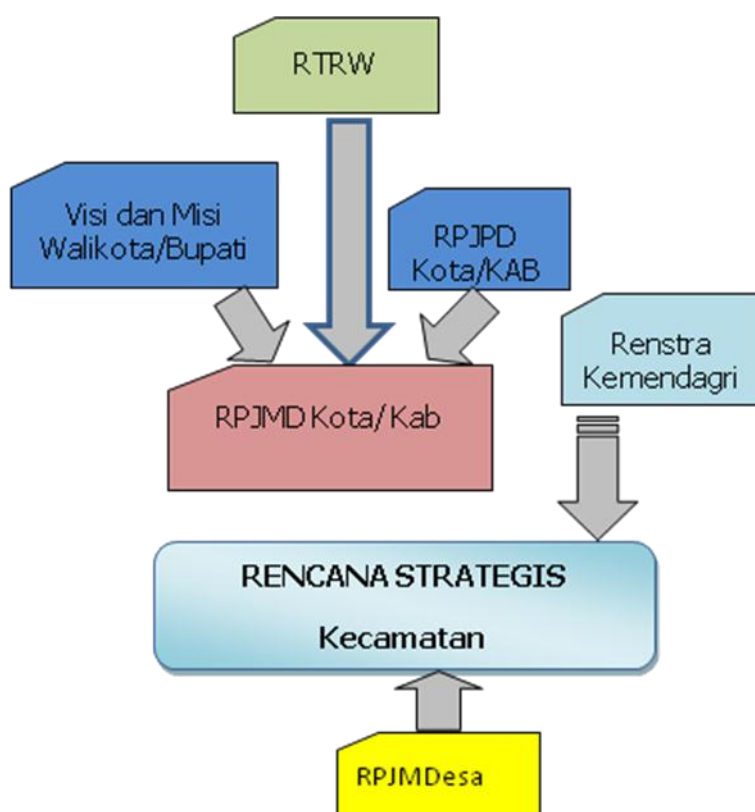 RTRW
Visi dan Misi
Walikota/Bupati
RPJPD
Kota/KAB
Renstra
Kemendagri
RPJMD Kota/ Kab
RENCANA STRATEGIS
Kecamatan
RPJMDesa